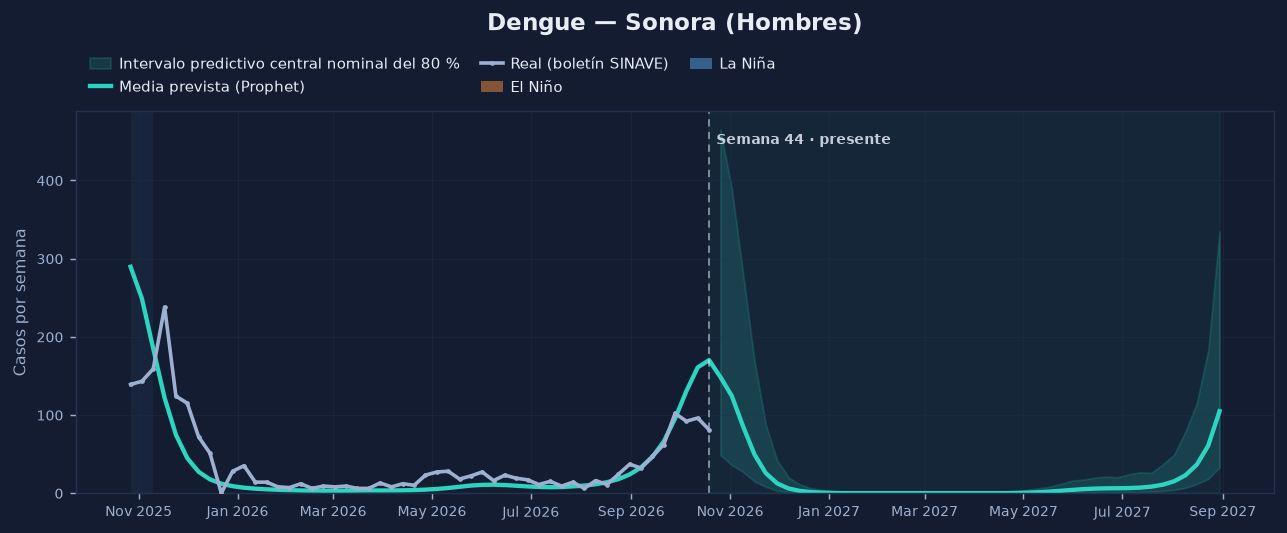 Dengue — Sonora (Hombres)
Intervalo predictivo central nominal del 80 %
Real (boletín SINAVE)
La Niña
Media prevista (Prophet)
El Niño
Semana 44 · presente
Casos por semana
400
300
200
100
0
Nov 2025
Jan 2026
Mar 2026
May 2026
Jul 2026
Sep 2026
Nov 2026
Jan 2027
Mar 2027
May 2027
Jul 2027
Sep 2027